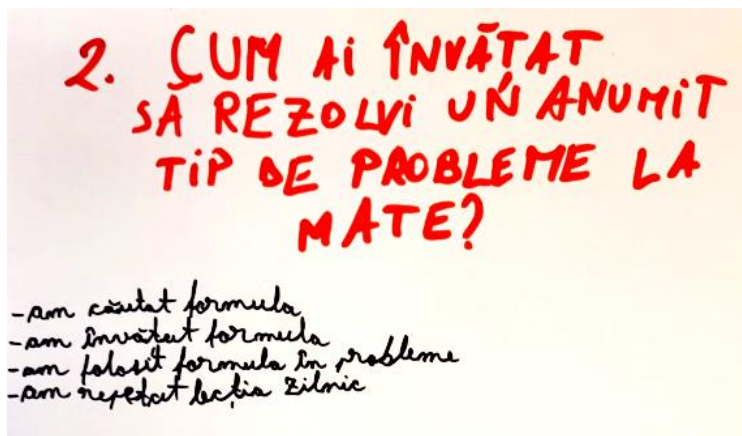 2. CUM AI ÎNVĂȚAT
SĂ REZOLVI UN ANUMIT
TIP DE PROBLEME LA
MATE?
-am căutat formula
-am învățat formula
-am folosit formula în probleme
-am repetat lecția zilnic